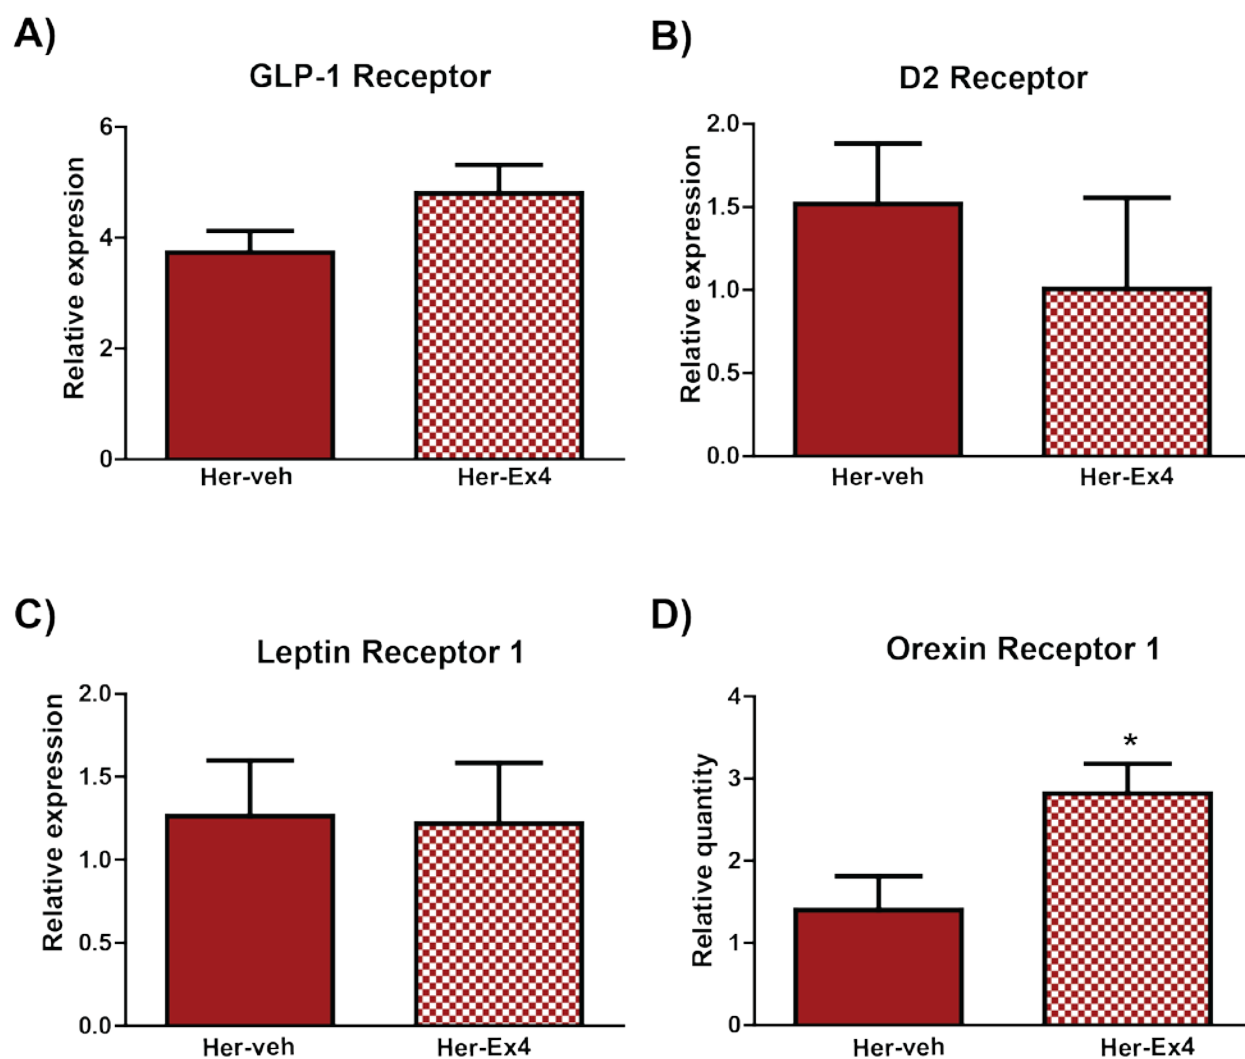 A)
GLP-1 Receptor
Relative expression
6
4
2
0
Her-veh
Her-Ex4
B)
D2 Receptor
Relative expression
2.0
1.5
1.0
0.5
0.0
Her-veh
Her-Ex4
C)
Leptin Receptor 1
Relative expression
2.0
1.5
1.0
0.5
0.0
Her-veh
Her-Ex4
D)
Orexin Receptor 1
Relative quantity
4
3
2
1
0
*
Her-veh
Her-Ex4